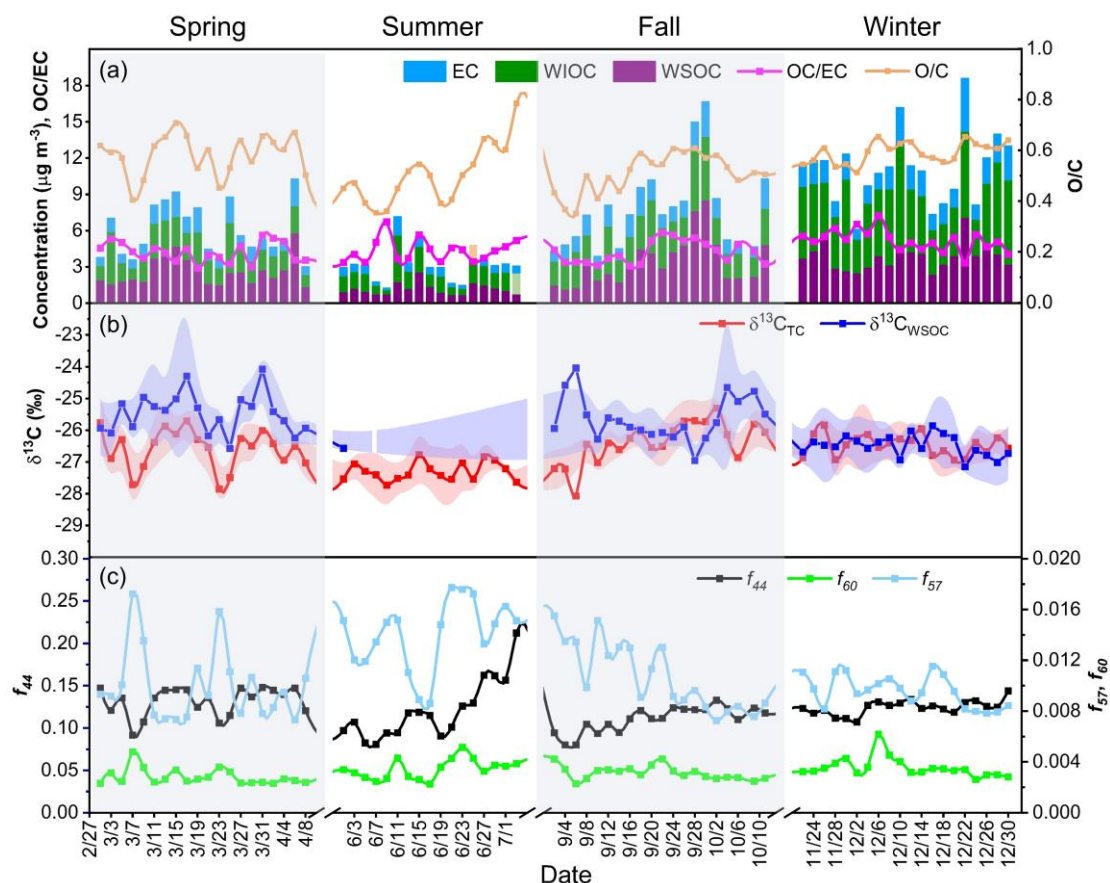 Spring Summer Fall Winter
(a)
EC WIOC WSOC OC/EC O/C
Concentration (μg m⁻³), OC/EC
18
15
12
9
6
3
0
O/C
1.0
0.8
0.6
0.4
0.2
0.0
(b)
δ¹³C_TC δ¹³C_WSOC
δ¹³C (‰)
-23
-24
-25
-26
-27
-28
-29
(c)
f₄₄ f₆₀ f₅₇
f₄₄
0.30
0.25
0.20
0.15
0.10
0.05
0.00
f₅₇, f₆₀
0.020
0.016
0.012
0.008
0.004
0.000
2/27 3/3 3/7 3/11 3/15 3/19 3/23 3/27 3/31 4/4 4/8 6/3 6/7 6/11 6/15 6/19 6/23 6/27 7/1 9/4 9/8 9/12 9/16 9/20 9/24 9/28 10/2 10/6 10/10 11/24 11/28 12/2 12/6 12/10 12/14 12/18 12/22 12/26 12/30
Date